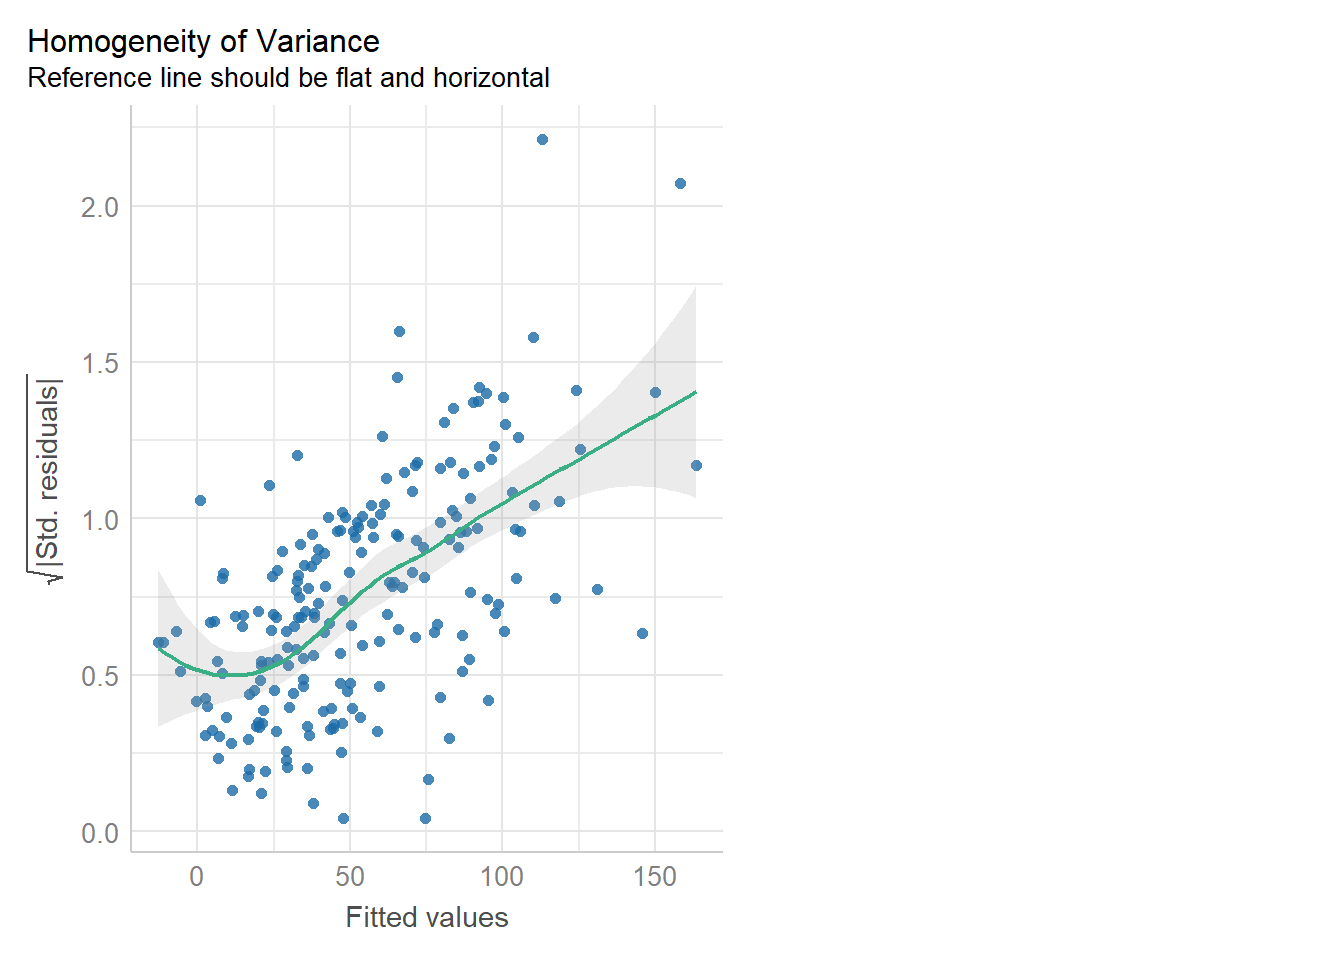 Homogeneity of Variance
Reference line should be flat and horizontal
√|Std. residuals|
2.0
1.5
1.0
0.5
0.0
0 50 100 150
Fitted values